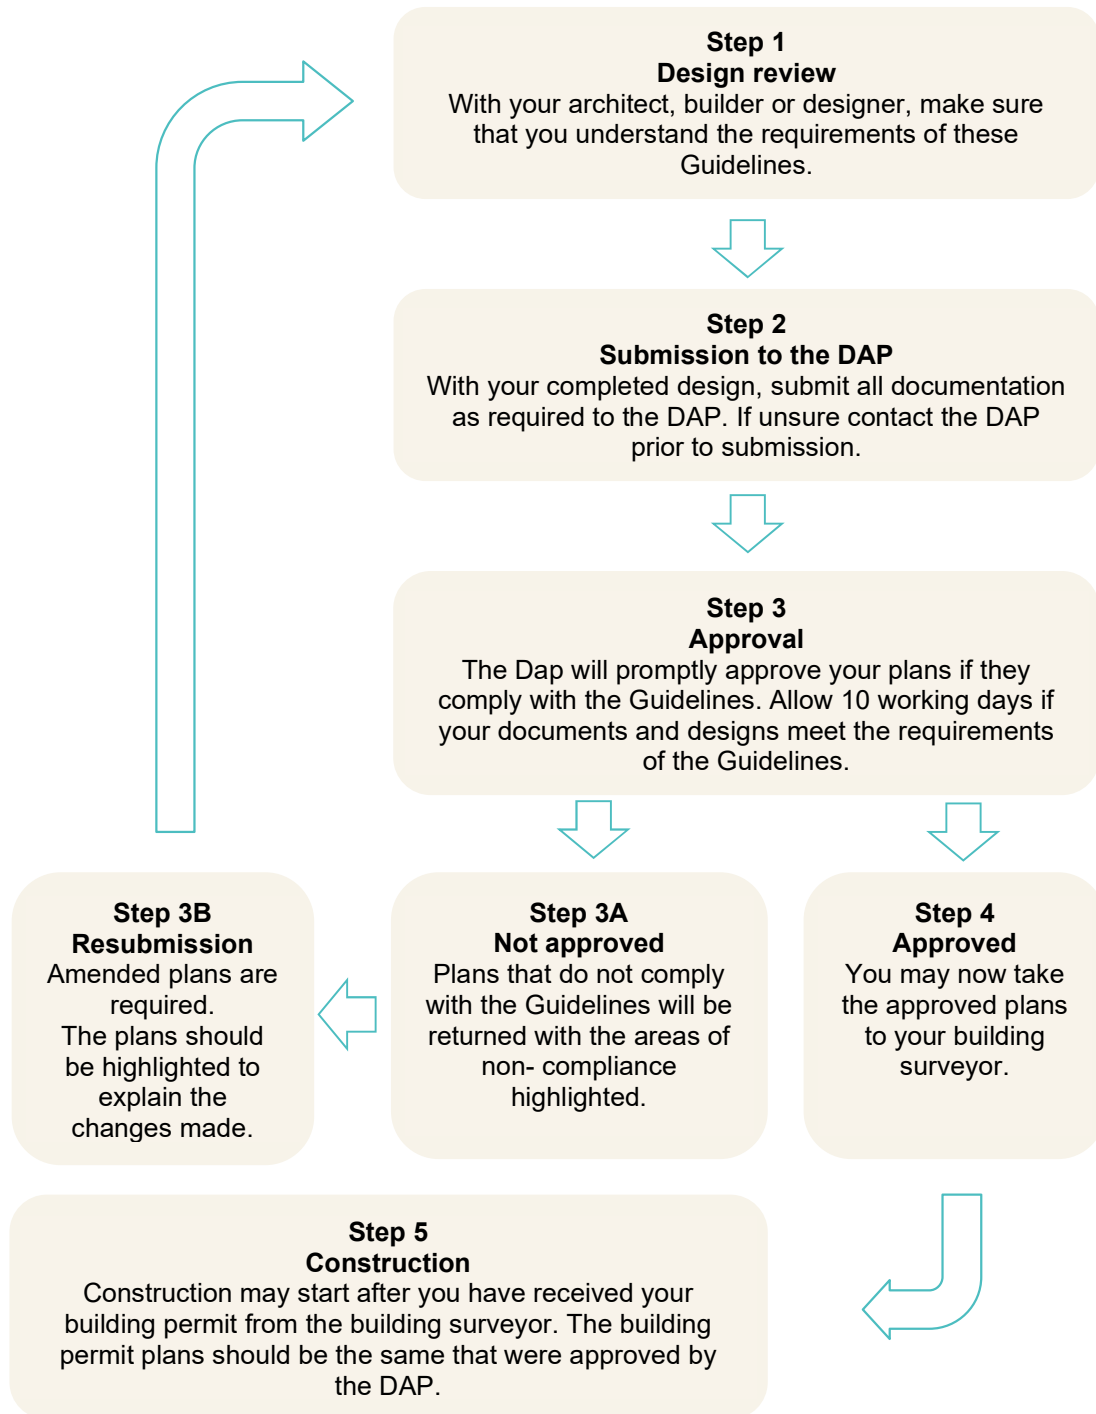 Step 1
Design review
With your architect, builder or designer, make sure
that you understand the requirements of these
Guidelines.
Step 2
Submission to the DAP
With your completed design, submit all documentation
as required to the DAP. If unsure contact the DAP
prior to submission.
Step 3
Approval
The Dap will promptly approve your plans if they
comply with the Guidelines. Allow 10 working days if
your documents and designs meet the requirements
of the Guidelines.
Step 3B
Resubmission
Amended plans are
required.
The plans should
be highlighted to
explain the
changes made.
Step 3A
Not approved
Plans that do not comply
with the Guidelines will be
returned with the areas of
non- compliance
highlighted.
Step 4
Approved
You may now take
the approved plans
to your building
surveyor.
Step 5
Construction
Construction may start after you have received your
building permit from the building surveyor. The building
permit plans should be the same that were approved by
the DAP.